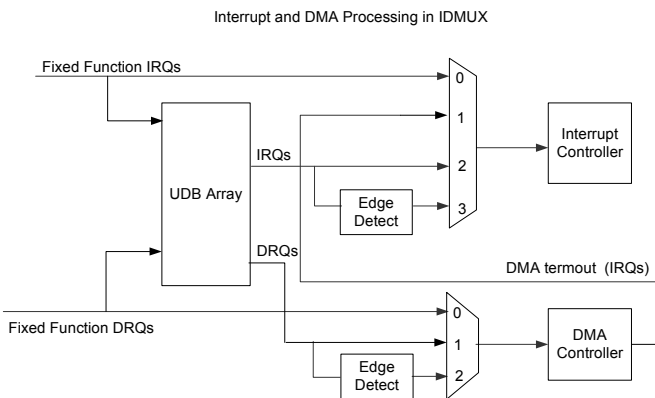 Interrupt and DMA Processing in IDMUX
Fixed Function IRQs
0
1
Interrupt
Controller
IRQs
2
UDB Array
Edge
Detect
3
DRQs
DMA termout (IRQs)
0
Fixed Function DRQs
1
DMA
Controller
Edge
Detect
2